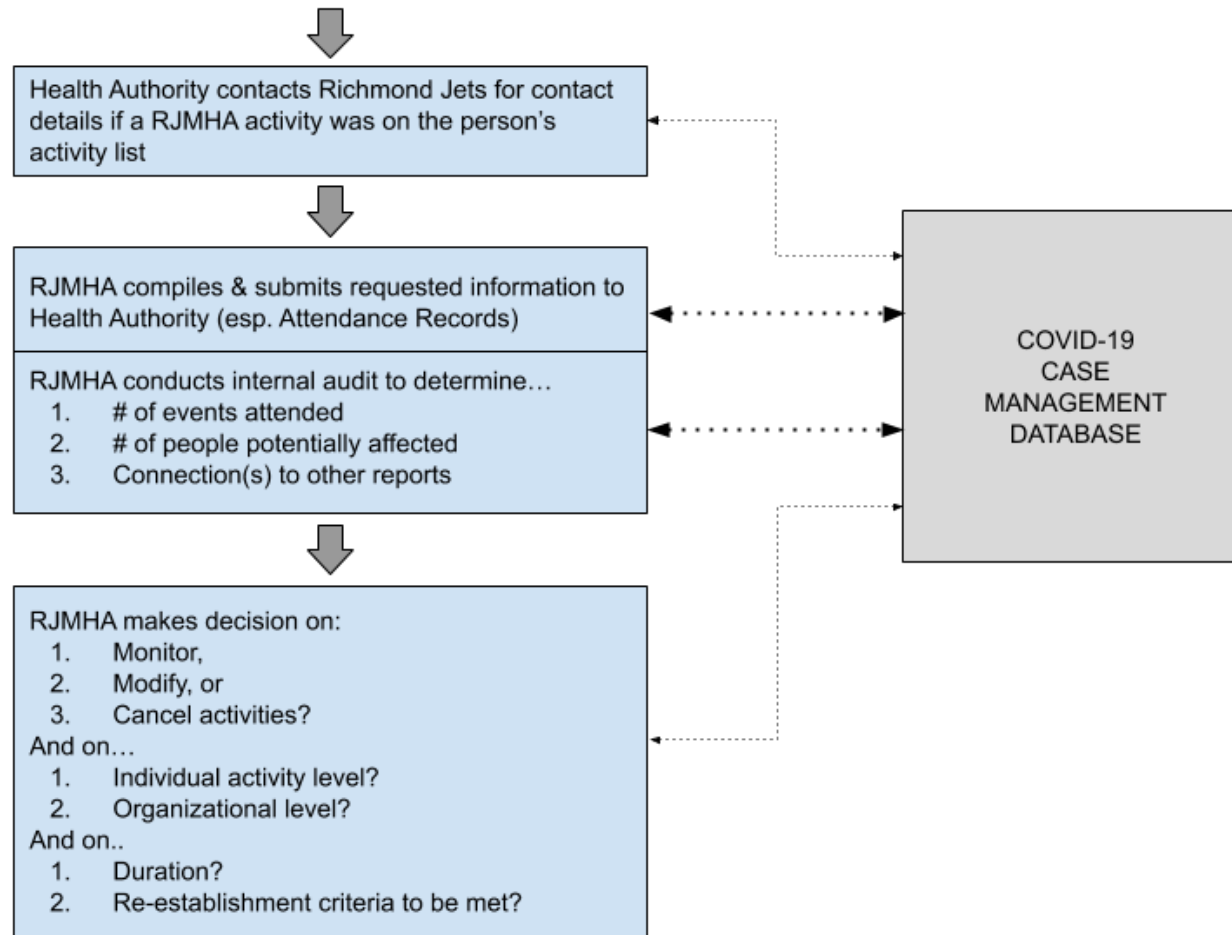 Health Authority contacts Richmond Jets for contact
details if a RJMHA activity was on the person's
activity list
RJMHA compiles & submits requested information to
Health Authority (esp. Attendance Records)
RJMHA conducts internal audit to determine…
1. # of events attended
2. # of people potentially affected
3. Connection(s) to other reports
COVID-19
CASE
MANAGEMENT
DATABASE
RJMHA makes decision on:
1. Monitor,
2. Modify, or
3. Cancel activities?
And on…
1. Individual activity level?
2. Organizational level?
And on..
1. Duration?
2. Re-establishment criteria to be met?